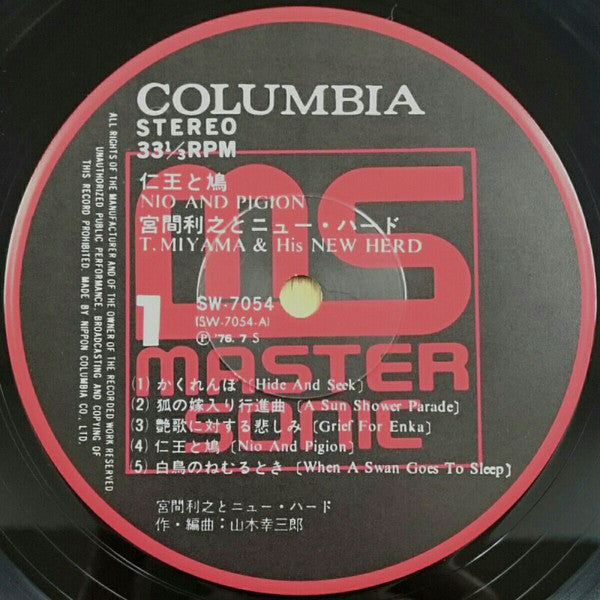 COLUMBIA
STEREO
33⅓RPM
仁王と鳩
NIO AND PIGION
宮間利之とニュー・ハード
T. MIYAMA & His NEW HERD
1
SW-7054
(SW-7054-A)
Ⓟ '76. 7 S
MS
MASTER
SONIC
(1) かくれんぼ 〔Hide And Seek〕
(2) 狐の嫁入り行進曲 〔A Sun Shower Parade〕
(3) 艶歌に対する悲しみ 〔Grief For Enka〕
(4) 仁王と鳩 〔Nio And Pigion〕
(5) 白鳥のねむるとき 〔When A Swan Goes To Sleep〕
宮間利之とニュー・ハード
作・編曲:山木幸三郎
ALL RIGHTS OF THE MANUFACTURER AND OF THE OWNER OF THE RECORDED WORK RESERVED
UNAUTHORIZED PUBLIC PERFORMANCE, BROADCASTING AND COPYING OF
THIS RECORD PROHIBITED. MADE BY NIPPON COLUMBIA CO., LTD.